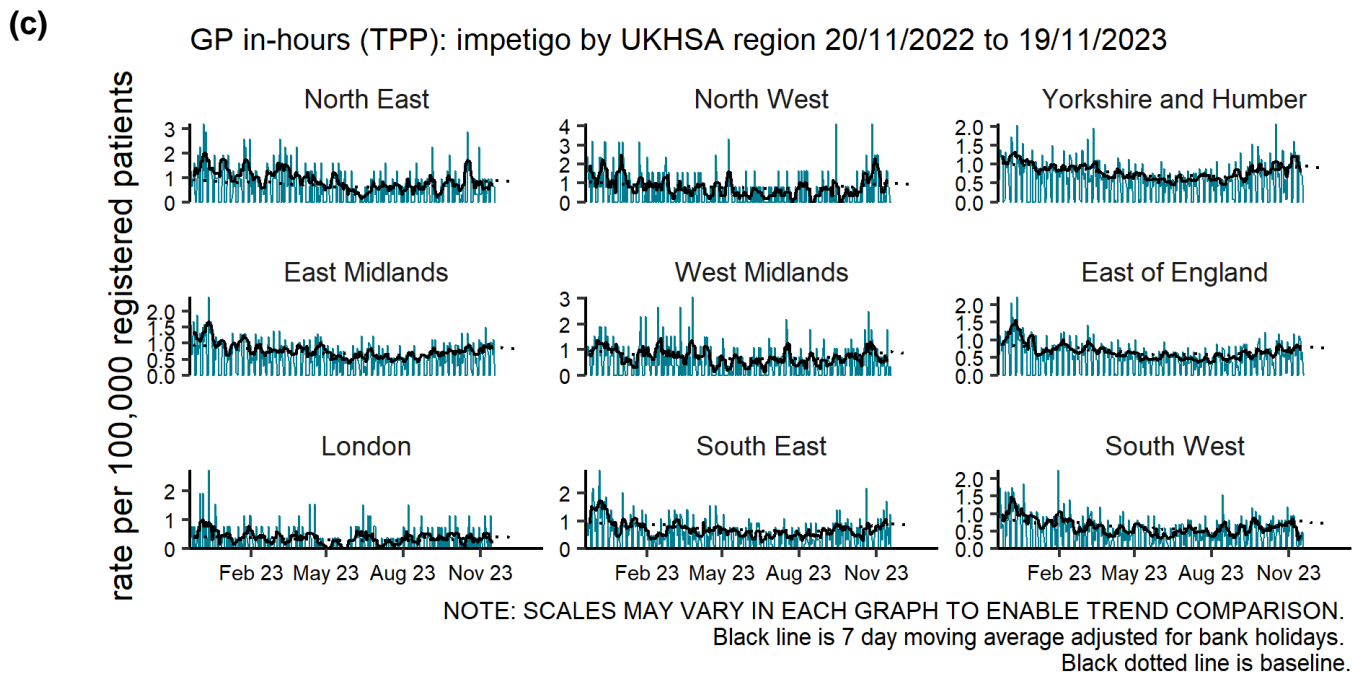 (c)
GP in-hours (TPP): impetigo by UKHSA region 20/11/2022 to 19/11/2023
rate per 100,000 registered patients
North East
3
2
1
0
North West
4
3
2
1
0
Yorkshire and Humber
2.0
1.5
1.0
0.5
0.0
East Midlands
2.0
1.5
1.0
0.5
0.0
West Midlands
3
2
1
0
East of England
2.0
1.5
1.0
0.5
0.0
London
2
1
0
Feb 23 May 23 Aug 23 Nov 23
South East
2
1
0
Feb 23 May 23 Aug 23 Nov 23
South West
2.0
1.5
1.0
0.5
0.0
Feb 23 May 23 Aug 23 Nov 23
NOTE: SCALES MAY VARY IN EACH GRAPH TO ENABLE TREND COMPARISON.
Black line is 7 day moving average adjusted for bank holidays.
Black dotted line is baseline.